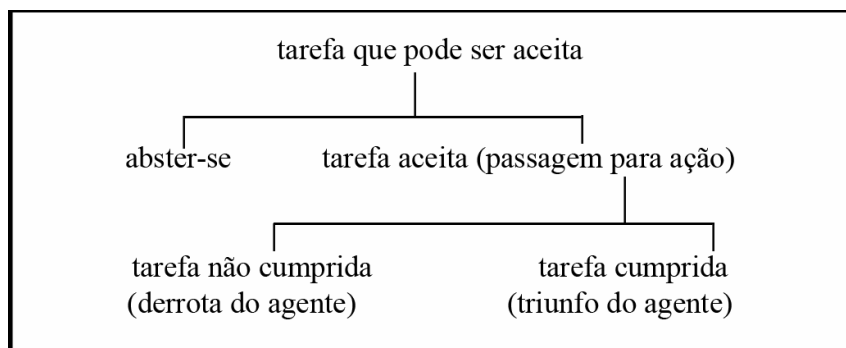 tarefa que pode ser aceita
abster-se
tarefa aceita (passagem para ação)
tarefa não cumprida
(derrota do agente)
tarefa cumprida
(triunfo do agente)